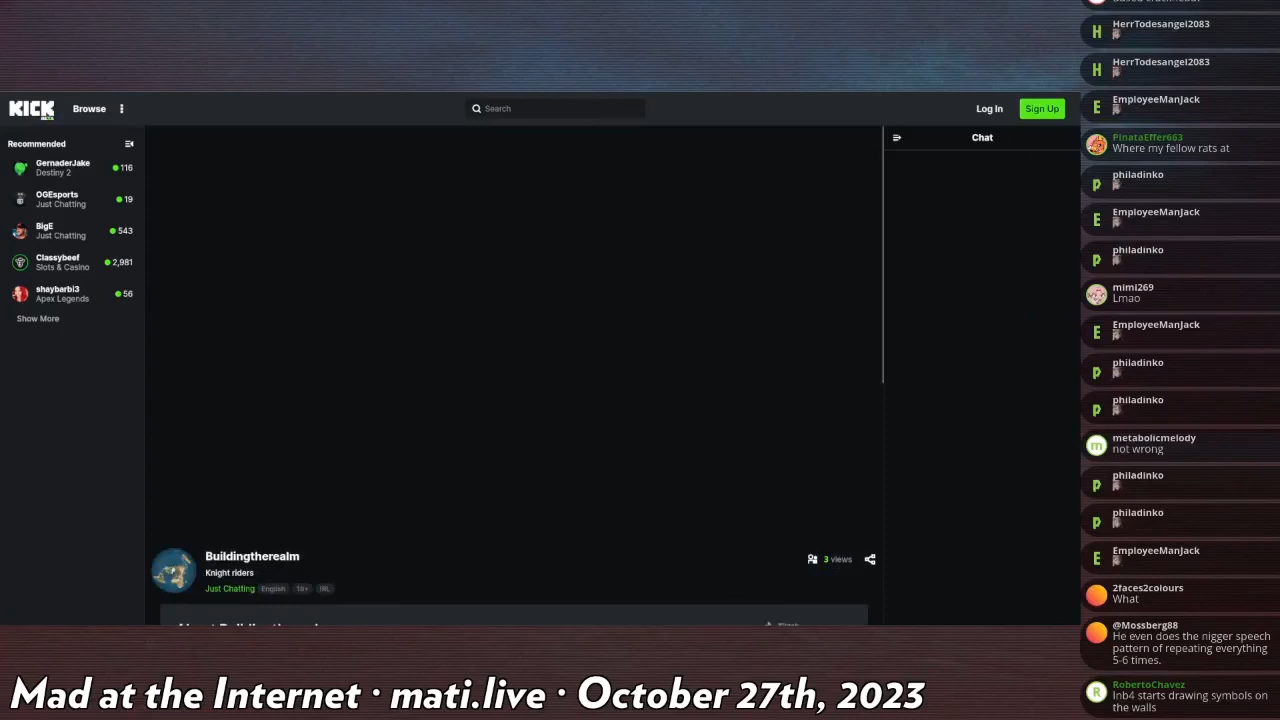 HerrTodesangel2083
HerrTodesangel2083
EmployeeManJack
PinataEffer663
Where my fellow rats at
philadinko
EmployeeManJack
philadinko
mimi269
Lmao
EmployeeManJack
philadinko
philadinko
metabolicmelody
not wrong
philadinko
philadinko
EmployeeManJack
2faces2colours
What
@Mossberg88
He even does the nigger speech
pattern of repeating everything
5-6 times.
RobertoChavez
Inb4 starts drawing symbols on
the walls
KICK
BETA
Browse
Search
Log In
Sign Up
Recommended
GernaderJake
Destiny 2
116
OGEsports
Just Chatting
19
BigE
Just Chatting
543
Classybeef
Slots & Casino
2,981
shaybarbi3
Apex Legends
56
Show More
Chat
Buildingtherealm
Knight riders
Just Chatting English 18+ IRL
3 views
Mad at the Internet · mati.live · October 27th, 2023